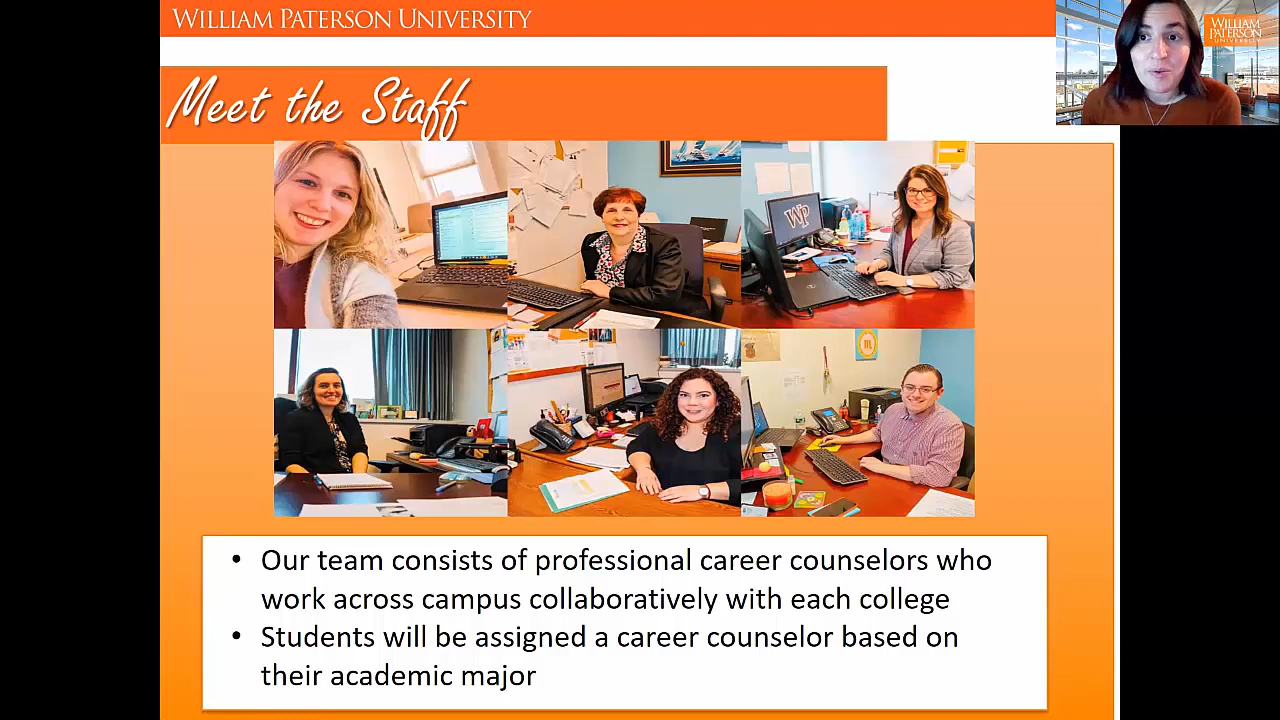 WILLIAM PATERSON UNIVERSITY
WILLIAM
PATERSON
UNIVERSITY
Meet the Staff
WP
• Our team consists of professional career counselors who
work across campus collaboratively with each college
• Students will be assigned a career counselor based on
their academic major